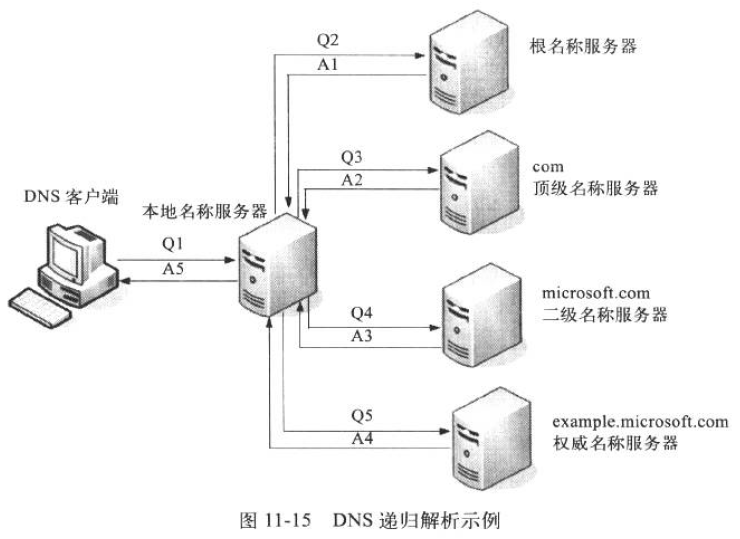 Q2
A1
根名称服务器
Q3
A2
com
顶级名称服务器
DNS 客户端
本地名称服务器
Q1
A5
Q4
A3
microsoft.com
二级名称服务器
Q5
A4
example.microsoft.com
权威名称服务器
图 11-15 DNS 递归解析示例